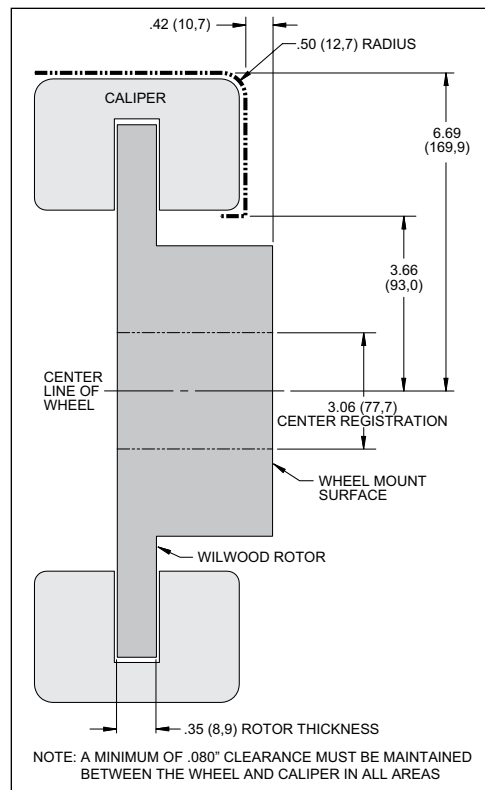 .42 (10,7)
.50 (12,7) RADIUS
CALIPER
6.69
(169,9)
3.66
(93,0)
CENTER
LINE OF
WHEEL
3.06 (77,7)
CENTER REGISTRATION
WHEEL MOUNT
SURFACE
WILWOOD ROTOR
.35 (8,9) ROTOR THICKNESS
NOTE: A MINIMUM OF .080" CLEARANCE MUST BE MAINTAINED
BETWEEN THE WHEEL AND CALIPER IN ALL AREAS